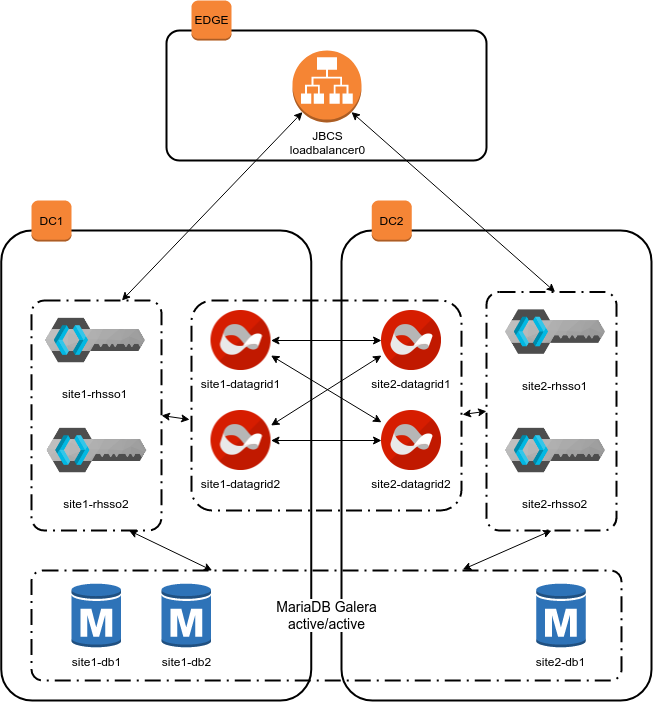 EDGE
JBCS
loadbalancer0
DC1
DC2
site1-rhsso1
site1-datagrid1
site2-datagrid1
site2-rhsso1
site1-rhsso2
site1-datagrid2
site2-datagrid2
site2-rhsso2
MariaDB Galera
active/active
M
M
M
site1-db1
site1-db2
site2-db1